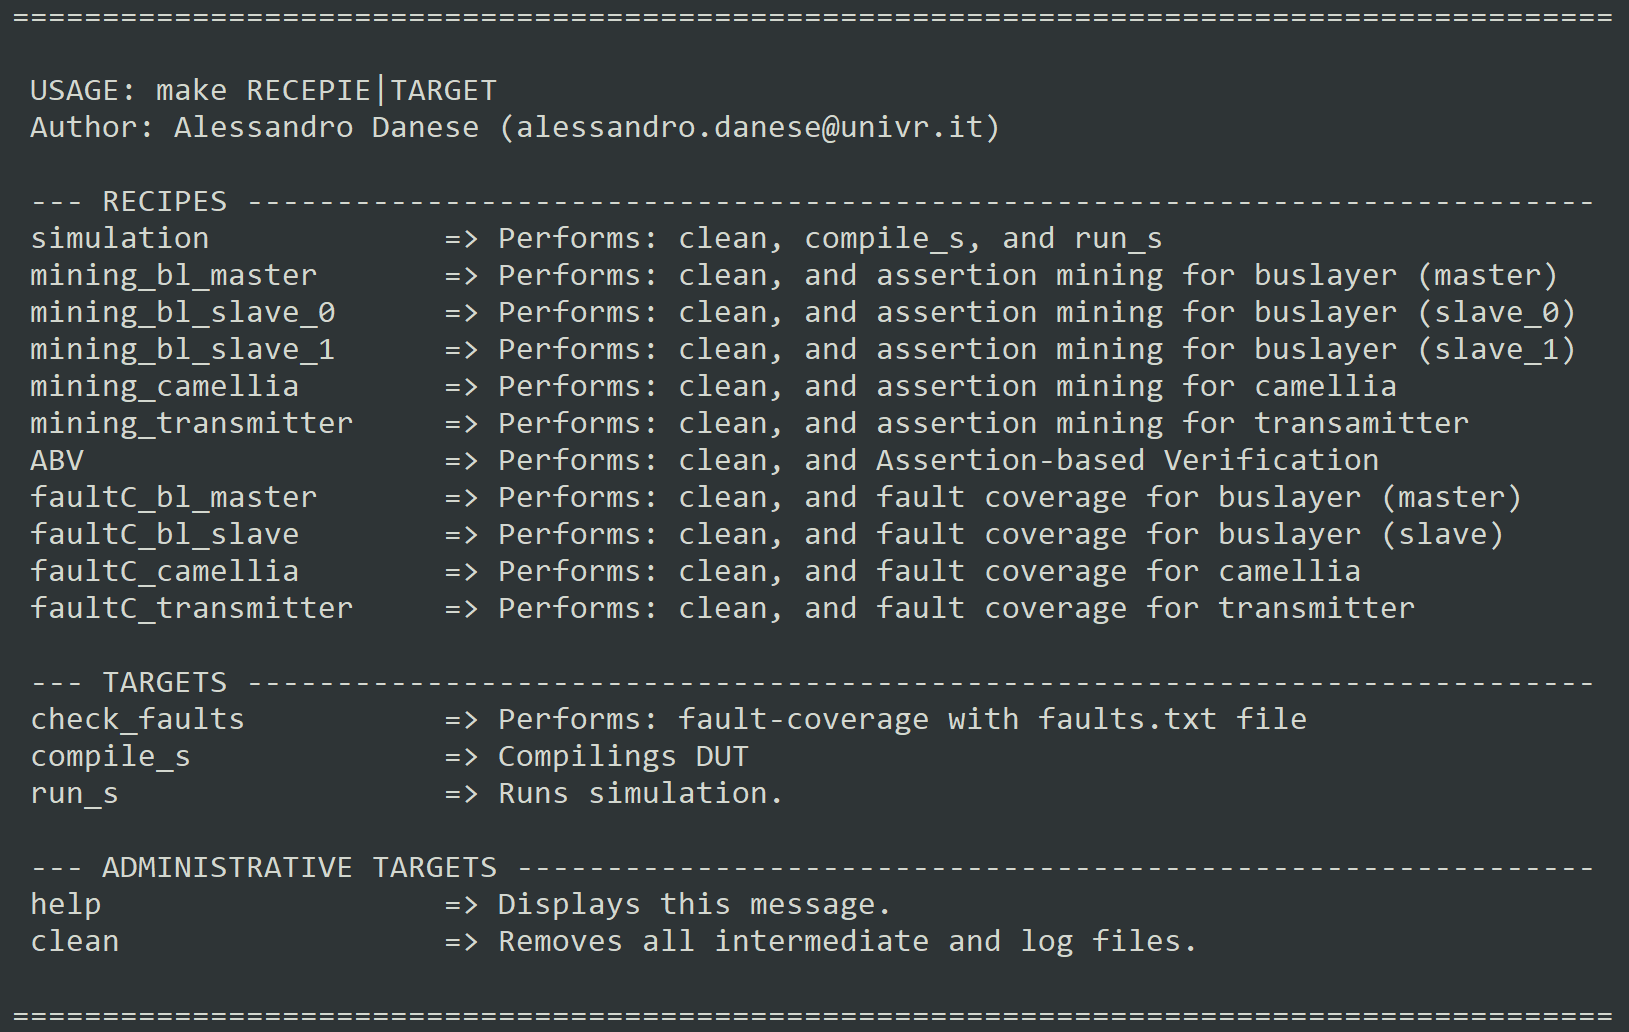 =========================================================================================
USAGE: make RECEPIE|TARGET
Author: Alessandro Danese (alessandro.danese@univr.it)
--- RECIPES ---------------------------------------------------------------------------
simulation             => Performs: clean, compile_s, and run_s
mining_bl_master       => Performs: clean, and assertion mining for buslayer (master)
mining_bl_slave_0      => Performs: clean, and assertion mining for buslayer (slave_0)
mining_bl_slave_1      => Performs: clean, and assertion mining for buslayer (slave_1)
mining_camellia        => Performs: clean, and assertion mining for camellia
mining_transmitter     => Performs: clean, and assertion mining for transamitter
ABV                    => Performs: clean, and Assertion-based Verification
faultC_bl_master       => Performs: clean, and fault coverage for buslayer (master)
faultC_bl_slave        => Performs: clean, and fault coverage for buslayer (slave)
faultC_camellia        => Performs: clean, and fault coverage for camellia
faultC_transmitter     => Performs: clean, and fault coverage for transmitter
--- TARGETS ---------------------------------------------------------------------------
check_faults           => Performs: fault-coverage with faults.txt file
compile_s              => Compilings DUT
run_s                  => Runs simulation.
--- ADMINISTRATIVE TARGETS ------------------------------------------------------------
help                   => Displays this message.
clean                  => Removes all intermediate and log files.
=========================================================================================